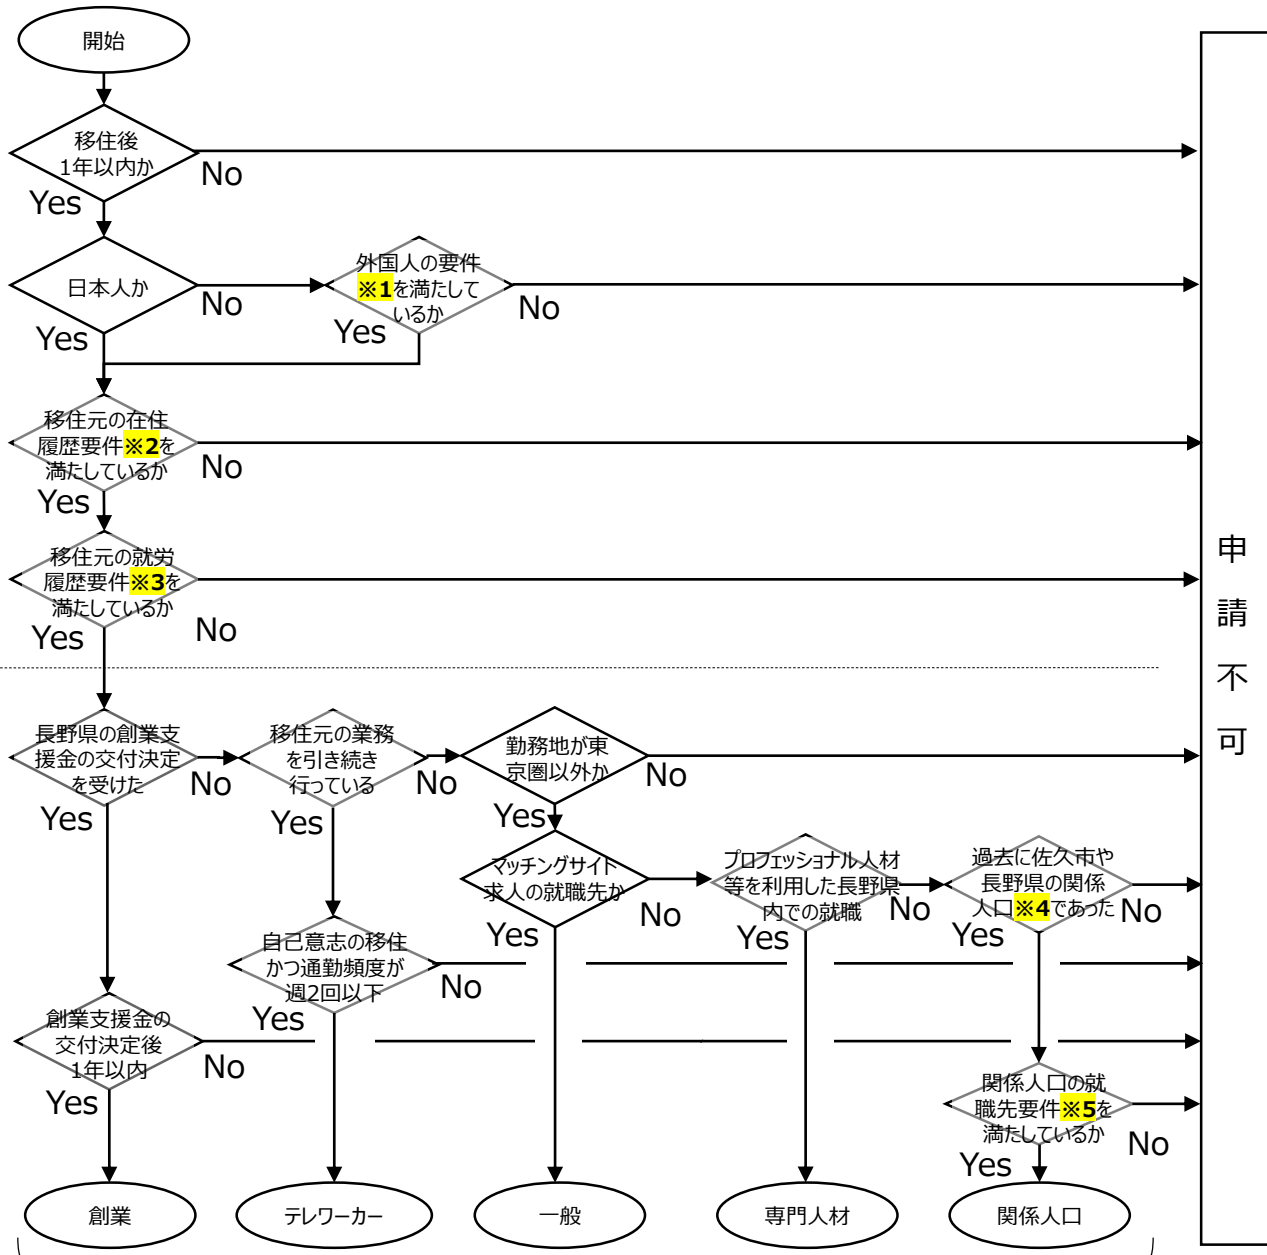 開始
移住後
1年以内か
No
Yes
日本人か
No
Yes
外国人の要件
※1を満たして
いるか
No
Yes
移住元の在住
履歴要件※2を
満たしているか
No
Yes
移住元の就労
履歴要件※3を
満たしているか
No
Yes
長野県の創業支
援金の交付決定
を受けた
No
Yes
移住元の業務
を引き続き
行っている
No
Yes
勤務地が東
京圏以外か
No
Yes
マッチングサイト
求人の就職先か
No
Yes
プロフェッショナル人材
等を利用した長野県
内での就職
No
Yes
過去に佐久市や
長野県の関係
人口※4であった
No
Yes
自己意志の移住
かつ通勤頻度が
週2回以下
No
Yes
創業支援金の
交付決定後
1年以内
No
Yes
関係人口の就
職先要件※5を
満たしているか
No
Yes
創業
テレワーカー
一般
専門人材
関係人口
申
請
不
可